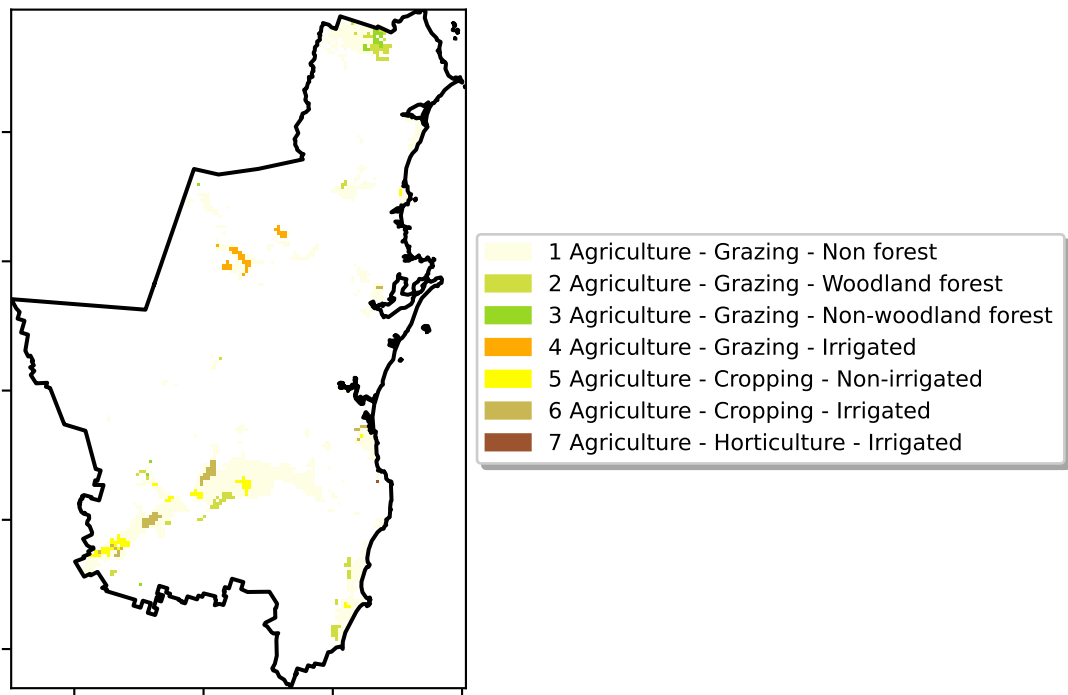 1 Agriculture - Grazing - Non forest
2 Agriculture - Grazing - Woodland forest
3 Agriculture - Grazing - Non-woodland forest
4 Agriculture - Grazing - Irrigated
5 Agriculture - Cropping - Non-irrigated
6 Agriculture - Cropping - Irrigated
7 Agriculture - Horticulture - Irrigated